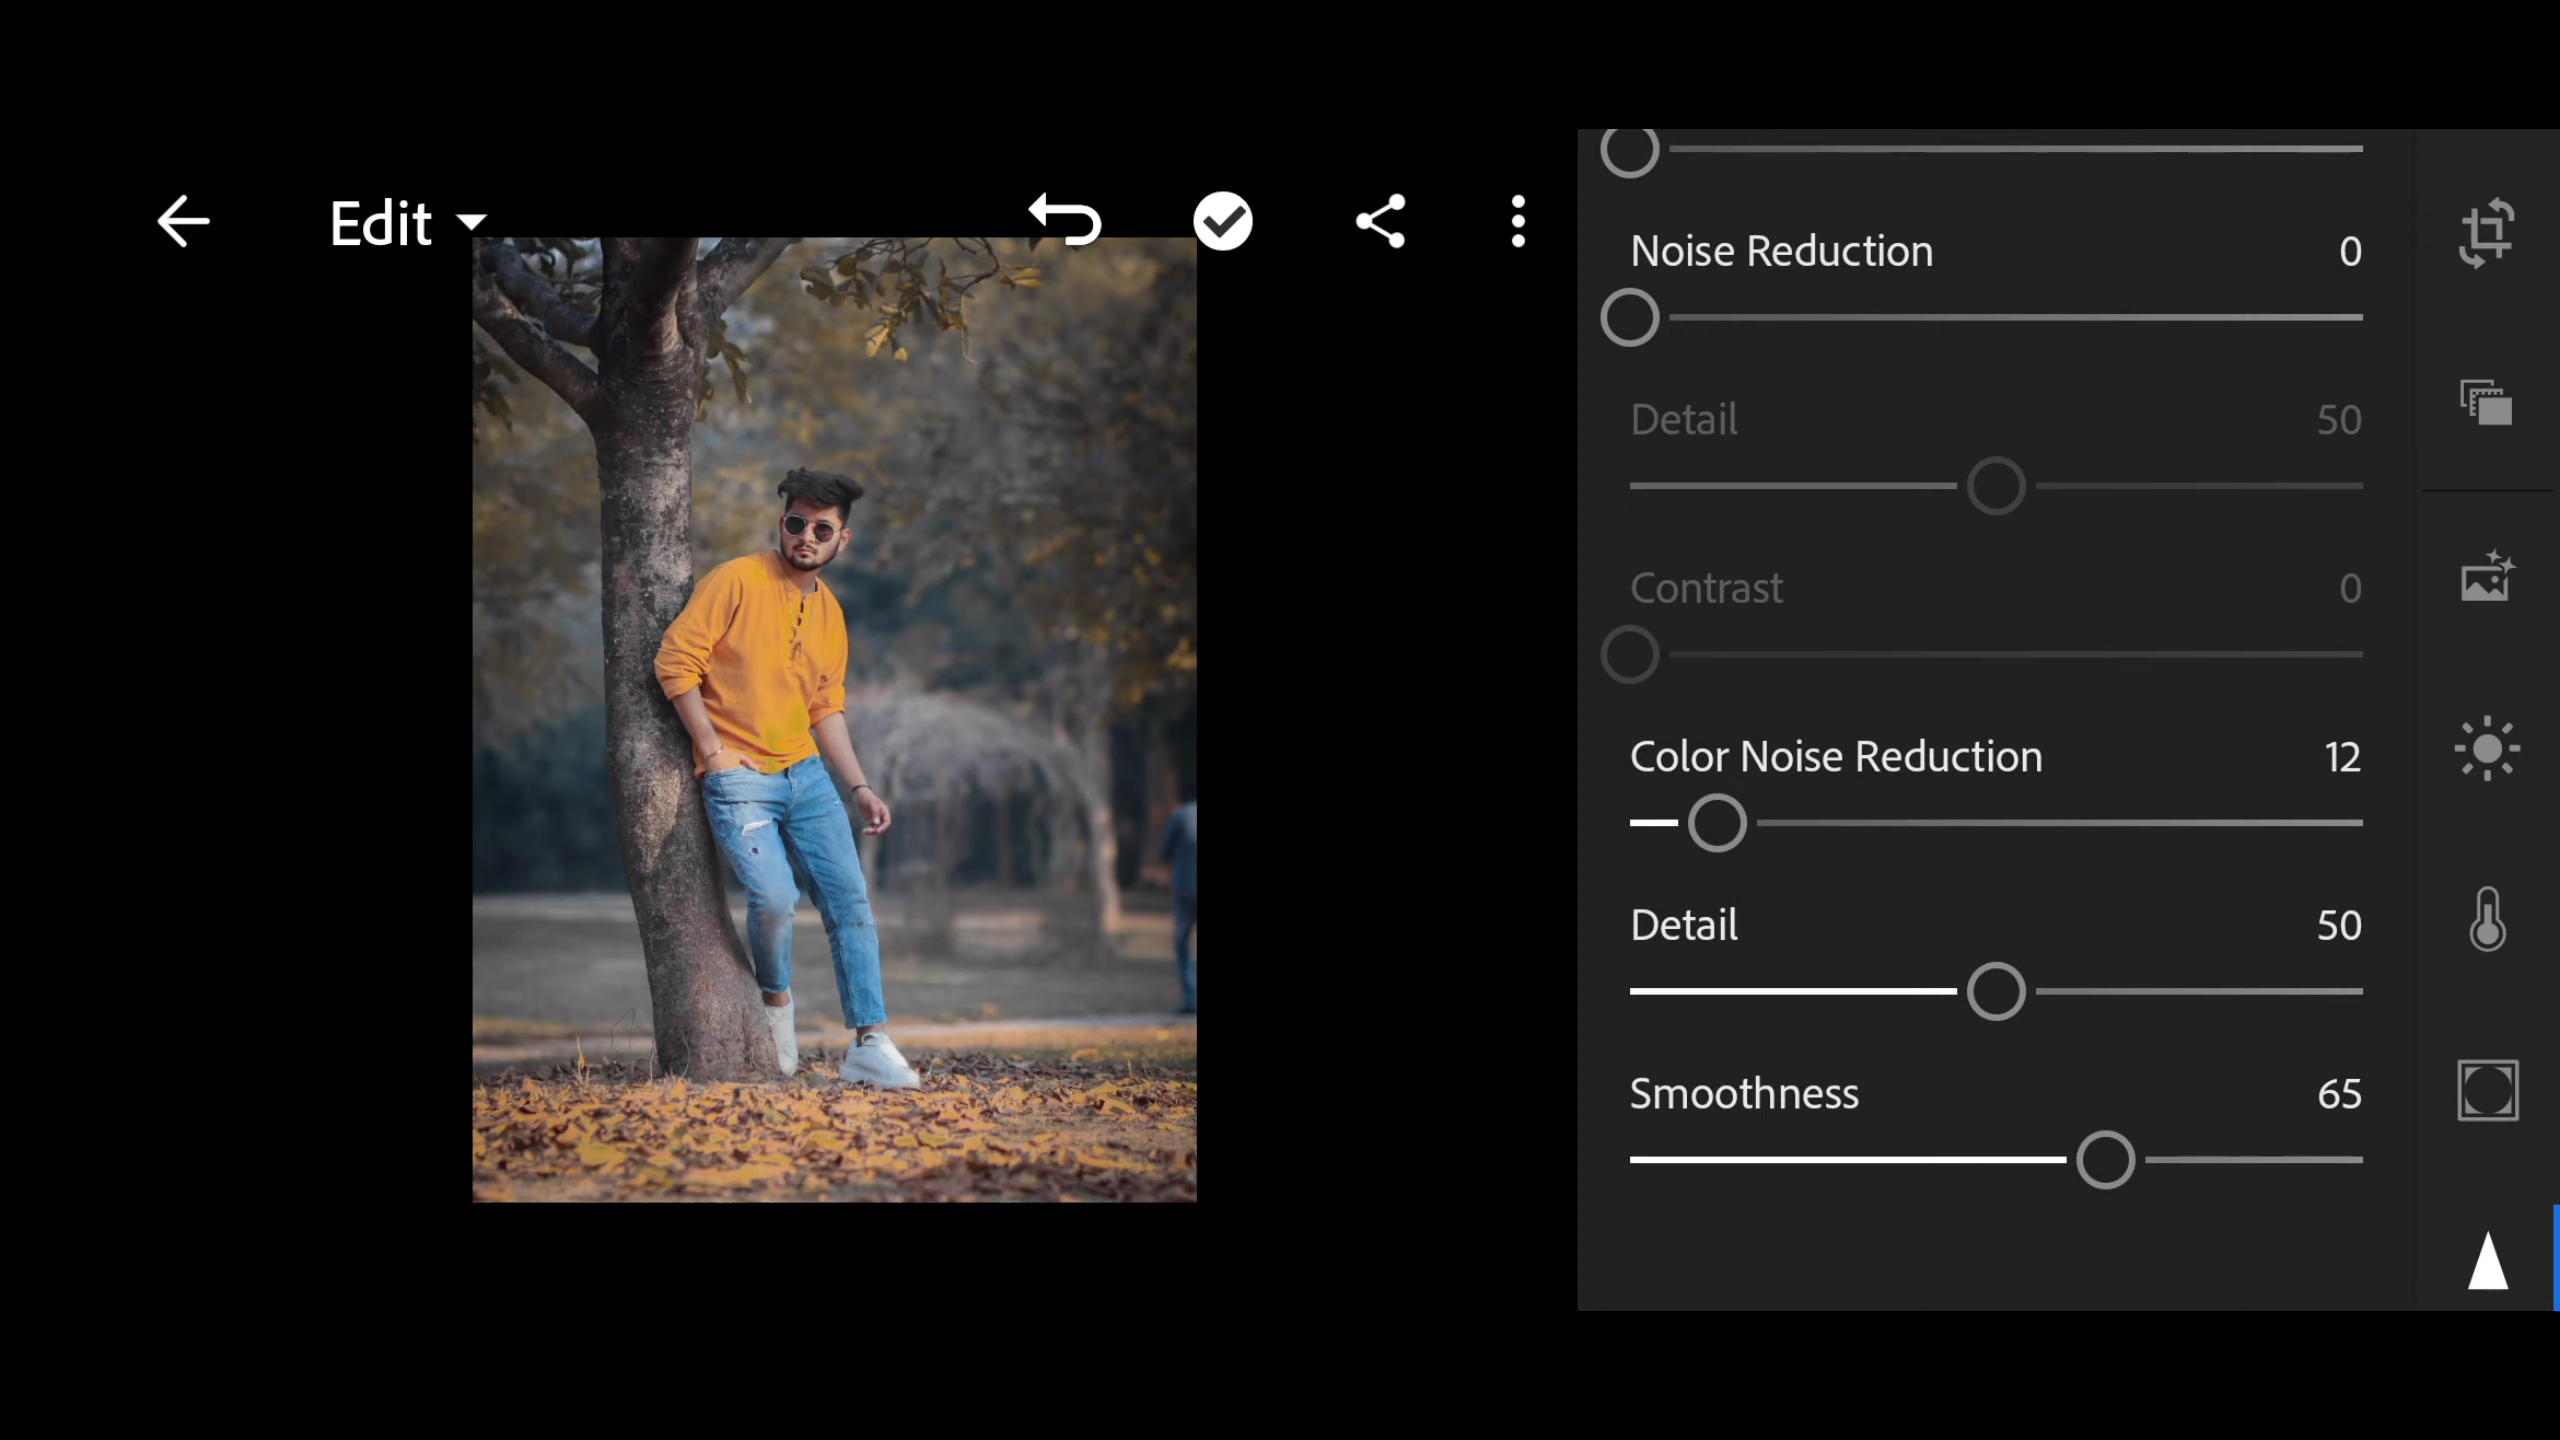 Edit
Noise Reduction 0
Detail 50
Contrast 0
Color Noise Reduction 12
Detail 50
Smoothness 65